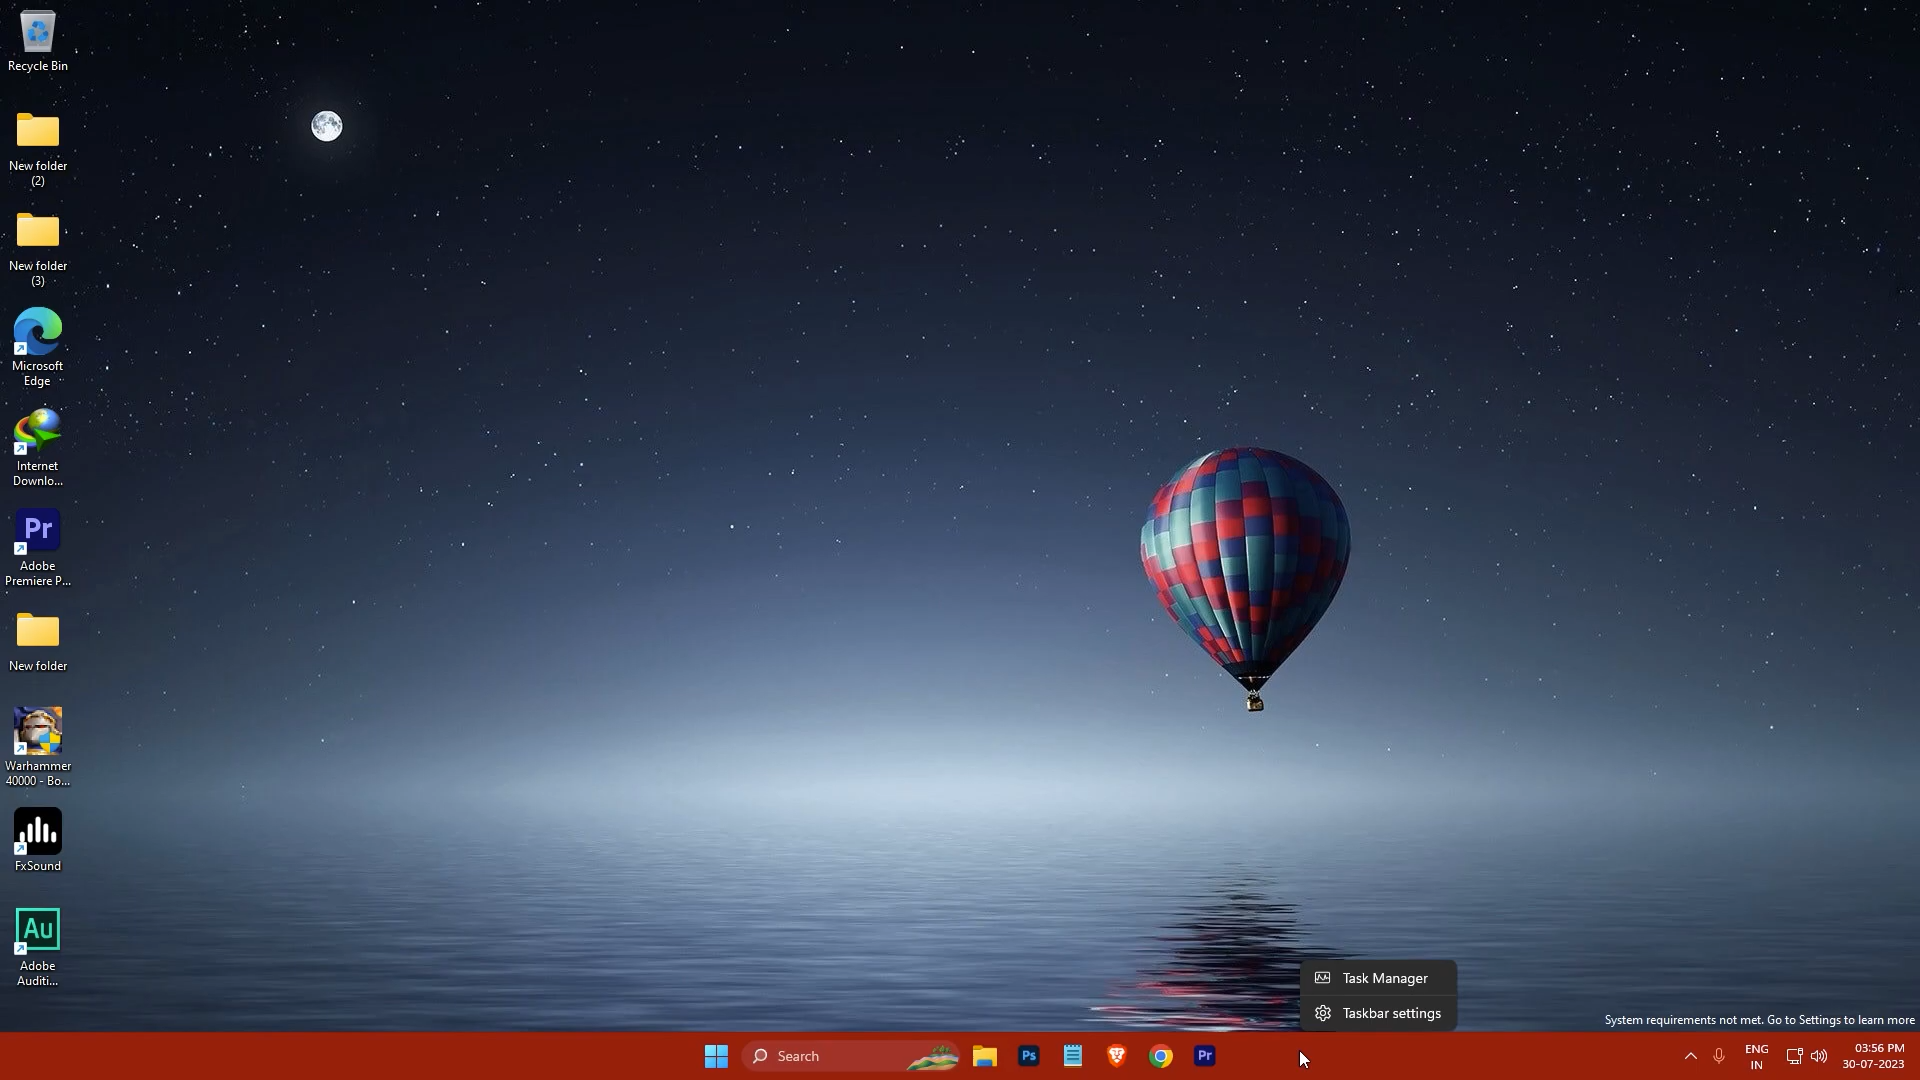 Recycle Bin
New folder
(2)
New folder
(3)
Microsoft
Edge
Internet
Downlo...
Pr
Adobe
Premiere P...
New folder
Warhammer
40000 - Bo...
FxSound
Au
Adobe
Auditi...
Task Manager
Taskbar settings
System requirements not met. Go to Settings to learn more
Search
Ps
Pr
ENG
IN
03:56 PM
30-07-2023